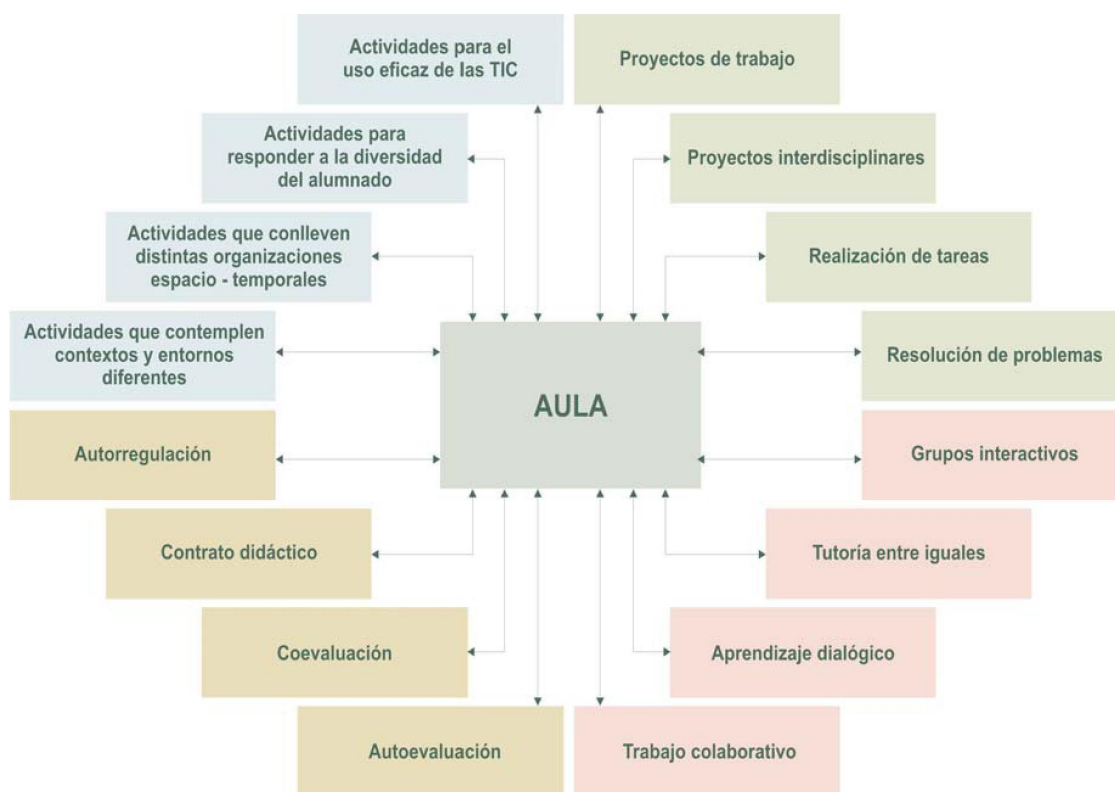 Actividades para el
uso eficaz de las TIC
Proyectos de trabajo
Actividades para
responder a la diversidad
del alumnado
Proyectos interdisciplinares
Actividades que conlleven
distintas organizaciones
espacio - temporales
Realización de tareas
Actividades que contemplen
contextos y entornos
diferentes
Resolución de problemas
AULA
Autorregulación
Grupos interactivos
Contrato didáctico
Tutoría entre iguales
Coevaluación
Aprendizaje dialógico
Autoevaluación
Trabajo colaborativo